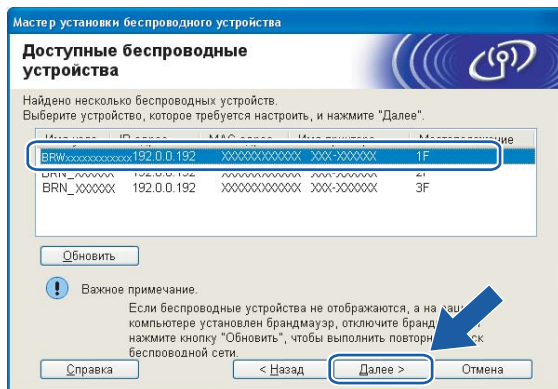 Мастер установки беспроводного устройства
Доступные беспроводные
устройства
Найдено несколько беспроводных устройств.
Выберите устройство, которое требуется настроить, и нажмите "Далее".
BRWxxxxxxxxxxxx 192.0.0.192 XXXXXXXXXXXX XXX-XXXXXX 1F
BRN_XXXXXX 192.0.0.192 XXXXXXXXXXXX XXX-XXXXXX 2F
BRN_XXXXXX 192.0.0.192 XXXXXXXXXXXX XXX-XXXXXX 3F
Обновить
Важное примечание.
Если беспроводные устройства не отображаются, а на
компьютере установлен брандмауэр, отключите
нажмите кнопку "Обновить", чтобы выполнить
беспроводной сети.
Справка < Назад Далее > Отмена